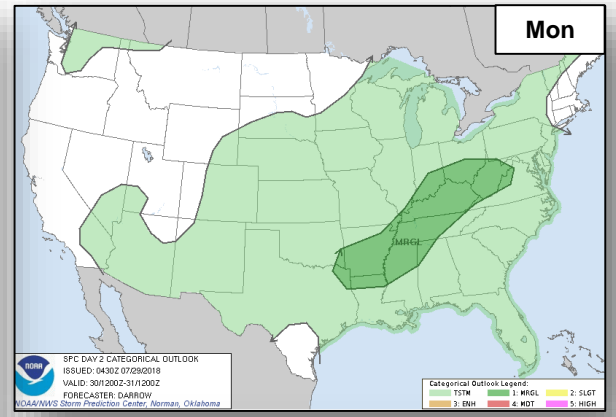 Mon
MRGL
SPC DAY 2 CATEGORICAL OUTLOOK
ISSUED: 0430Z 07/29/2018
VALID: 30/1200Z-31/1200Z
FORECASTER: DARROW
NOAA/NWS Storm Prediction Center, Norman, Oklahoma
NOAA
Categorical Outlook Legend:
TSTM 1: MRGL 2: SLGT
3: ENH 4: MDT 5: HIGH